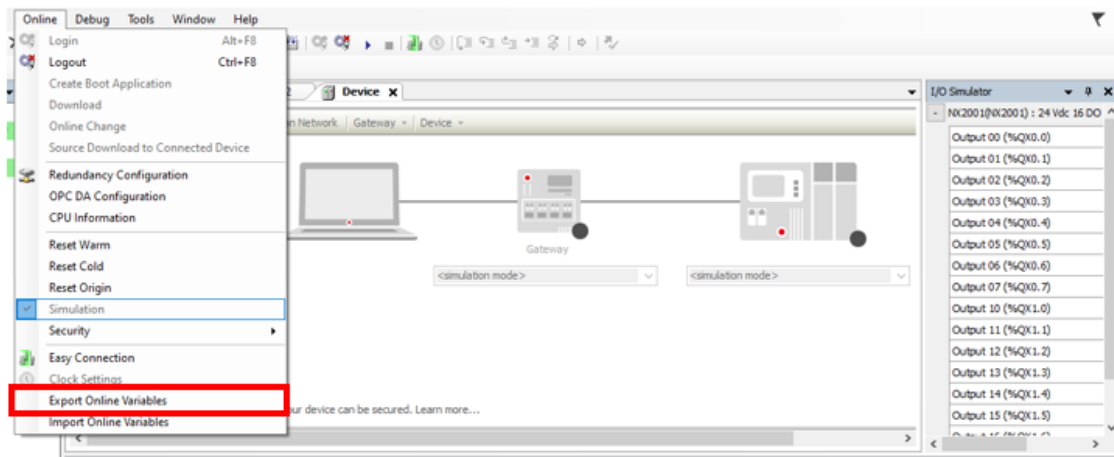 Online Debug Tools Window Help
Login Alt+F8
Logout Ctrl+F8
Create Boot Application
Download
Online Change
Source Download to Connected Device
Redundancy Configuration
OPC DA Configuration
CPU Information
Reset Warm
Reset Cold
Reset Origin
Simulation
Security
Easy Connection
Clock Settings
Export Online Variables
Import Online Variables
Device
Network Gateway Device
Gateway
<simulation mode> <simulation mode>
device can be secured. Learn more...
I/O Simulator
NX2001(NX2001) : 24 Vdc 16 DO
Output 00 (%QX0.0)
Output 01 (%QX0.1)
Output 02 (%QX0.2)
Output 03 (%QX0.3)
Output 04 (%QX0.4)
Output 05 (%QX0.5)
Output 06 (%QX0.6)
Output 07 (%QX0.7)
Output 10 (%QX1.0)
Output 11 (%QX1.1)
Output 12 (%QX1.2)
Output 13 (%QX1.3)
Output 14 (%QX1.4)
Output 15 (%QX1.5)